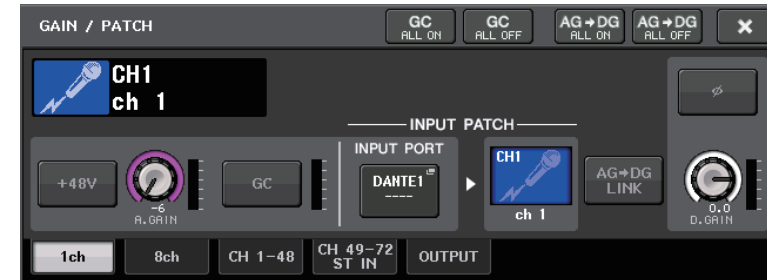 GAIN / PATCH
GC ALL ON
GC ALL OFF
AG→DG ALL ON
AG→DG ALL OFF
CH1
ch 1
INPUT PATCH
INPUT PORT
+48V
-6
A.GAIN
GC
DANTE1
----
CH1
ch 1
AG→DG LINK
ø
0.0
D.GAIN
1ch
8ch
CH 1-48
CH 49-72 ST IN
OUTPUT